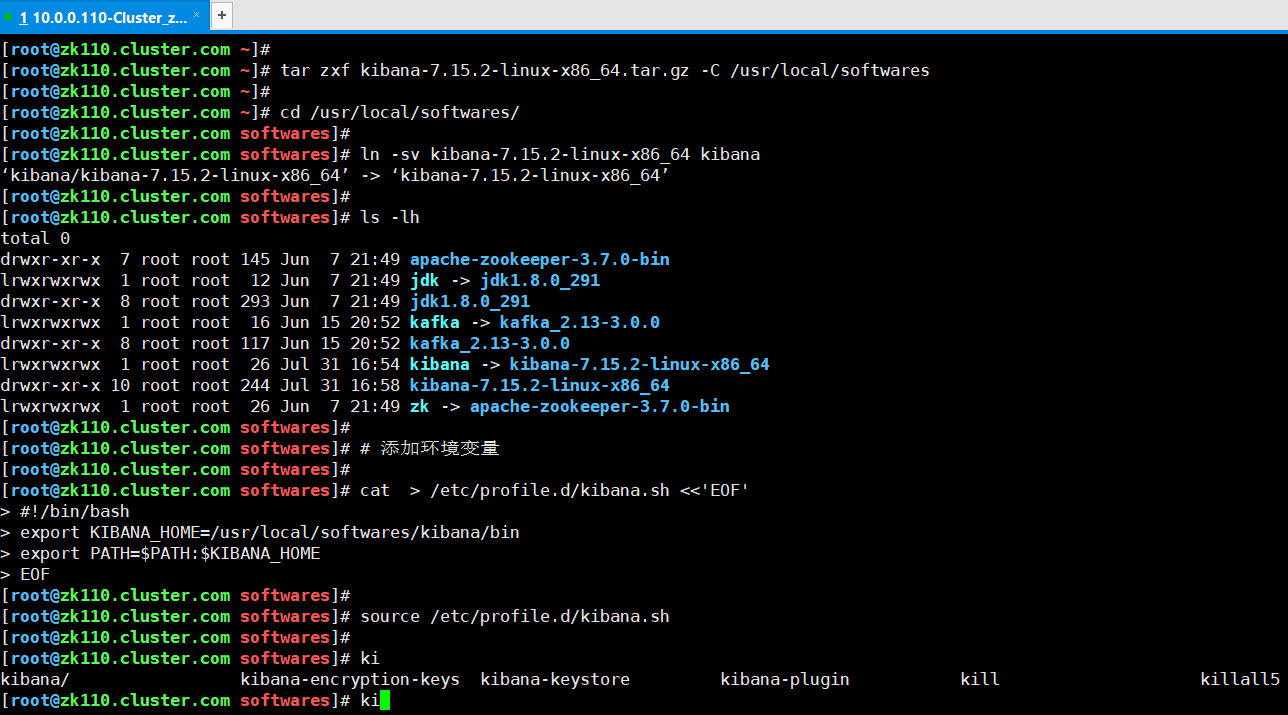 1 10.0.0.110-Cluster_z... × +
[root@zk110.cluster.com ~]#
[root@zk110.cluster.com ~]# tar zxf kibana-7.15.2-linux-x86_64.tar.gz -C /usr/local/softwares
[root@zk110.cluster.com ~]#
[root@zk110.cluster.com ~]# cd /usr/local/softwares/
[root@zk110.cluster.com softwares]#
[root@zk110.cluster.com softwares]# ln -sv kibana-7.15.2-linux-x86_64 kibana
‘kibana/kibana-7.15.2-linux-x86_64’ -> ‘kibana-7.15.2-linux-x86_64’
[root@zk110.cluster.com softwares]#
[root@zk110.cluster.com softwares]# ls -lh
total 0
drwxr-xr-x  7 root root 145 Jun  7 21:49 apache-zookeeper-3.7.0-bin
lrwxrwxrwx  1 root root  12 Jun  7 21:49 jdk -> jdk1.8.0_291
drwxr-xr-x  8 root root 293 Jun  7 21:49 jdk1.8.0_291
lrwxrwxrwx  1 root root  16 Jun 15 20:52 kafka -> kafka_2.13-3.0.0
drwxr-xr-x  8 root root 117 Jun 15 20:52 kafka_2.13-3.0.0
lrwxrwxrwx  1 root root  26 Jul 31 16:54 kibana -> kibana-7.15.2-linux-x86_64
drwxr-xr-x 10 root root 244 Jul 31 16:58 kibana-7.15.2-linux-x86_64
lrwxrwxrwx  1 root root  26 Jun  7 21:49 zk -> apache-zookeeper-3.7.0-bin
[root@zk110.cluster.com softwares]#
[root@zk110.cluster.com softwares]# # 添加环境变量
[root@zk110.cluster.com softwares]#
[root@zk110.cluster.com softwares]# cat  > /etc/profile.d/kibana.sh <<'EOF'
> #!/bin/bash
> export KIBANA_HOME=/usr/local/softwares/kibana/bin
> export PATH=$PATH:$KIBANA_HOME
> EOF
[root@zk110.cluster.com softwares]#
[root@zk110.cluster.com softwares]# source /etc/profile.d/kibana.sh
[root@zk110.cluster.com softwares]#
[root@zk110.cluster.com softwares]# ki
kibana/                 kibana-encryption-keys  kibana-keystore         kibana-plugin           kill                    killall5
[root@zk110.cluster.com softwares]# ki